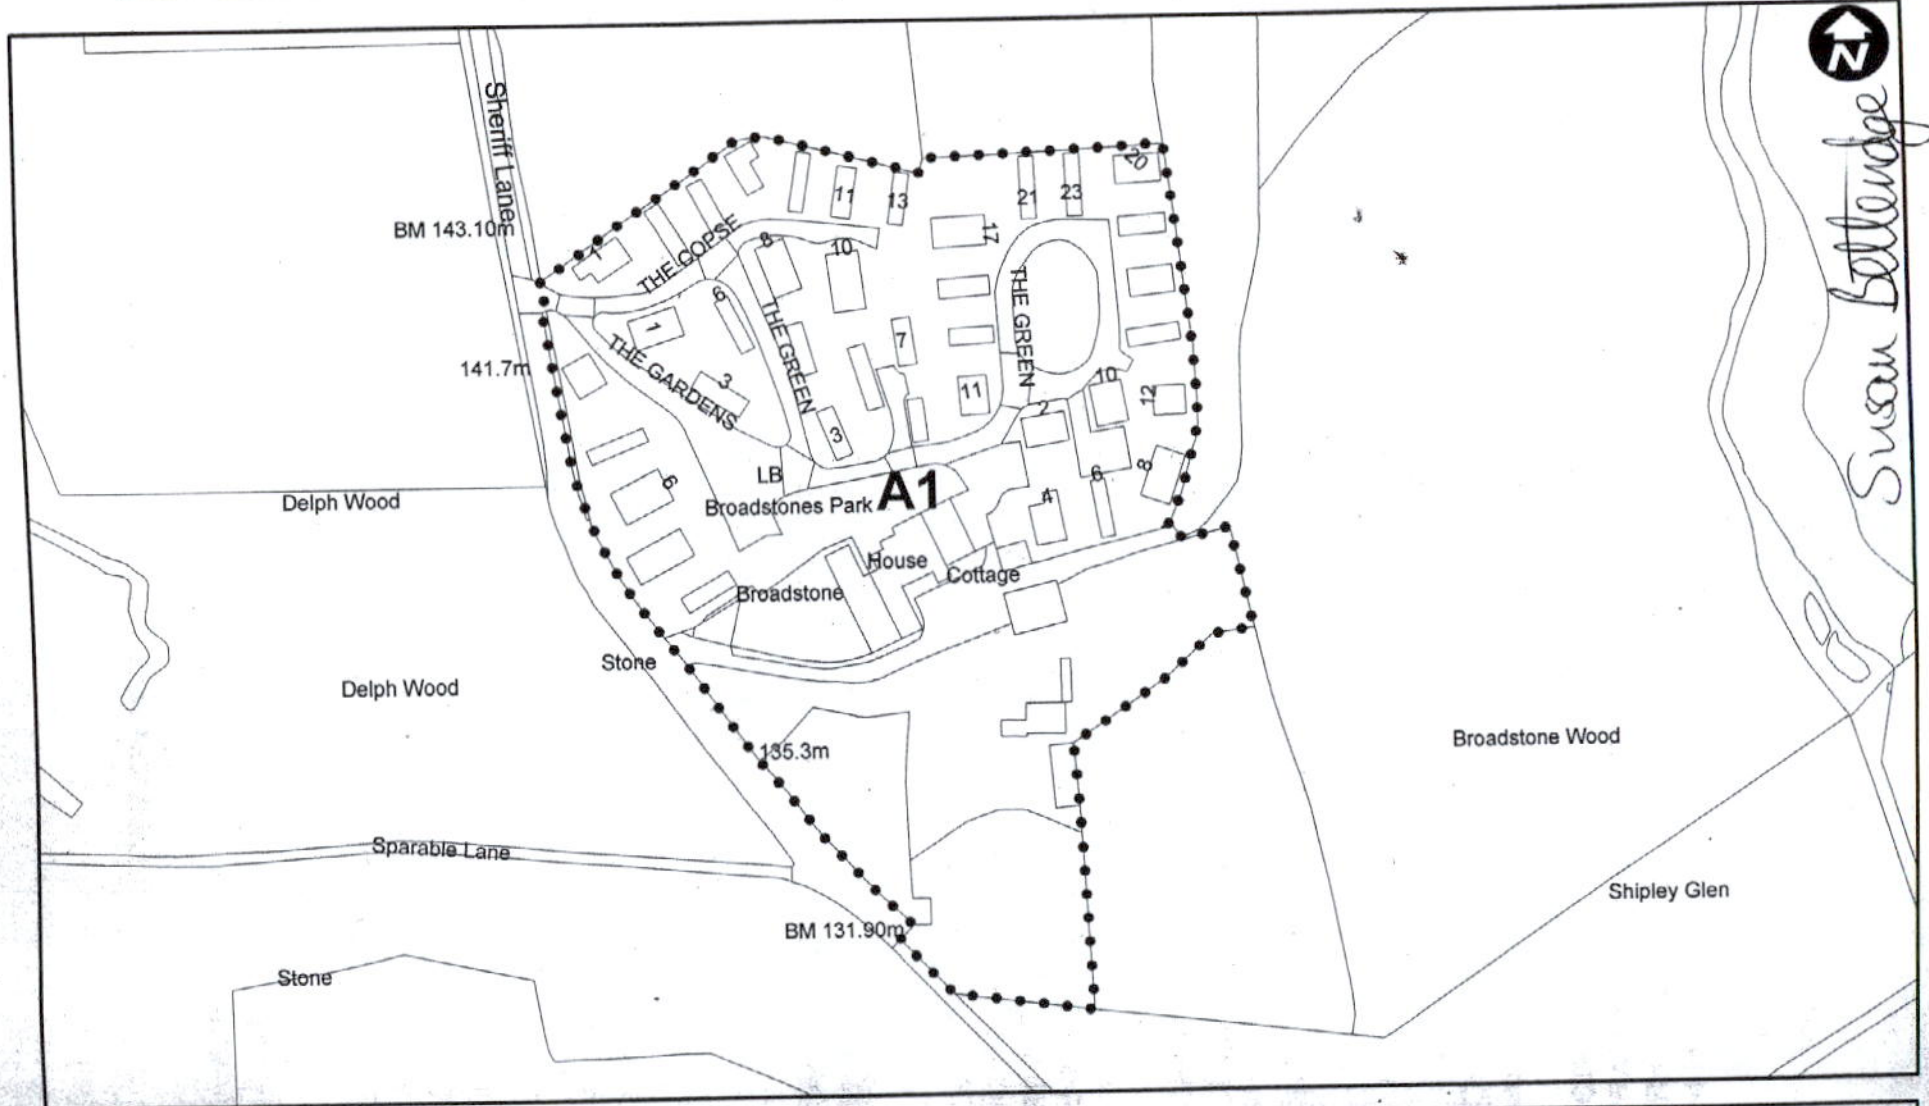 N
Sheriff Lane
Susan
BM 143.10m
THE COPSE
1
11
13
21
23
20
8
10
17
6
1
THE GREEN
THE GREEN
7
141.7m
THE GARDENS
3
3
11
2
10
12
LB
6
8
6
4
Delph Wood
Broadstones Park
A1
House
Cottage
Broadstone
Stone
Delph Wood
135.3m
Broadstone Wood
Sparable Lane
Shipley Glen
BM 131.90m
Stone